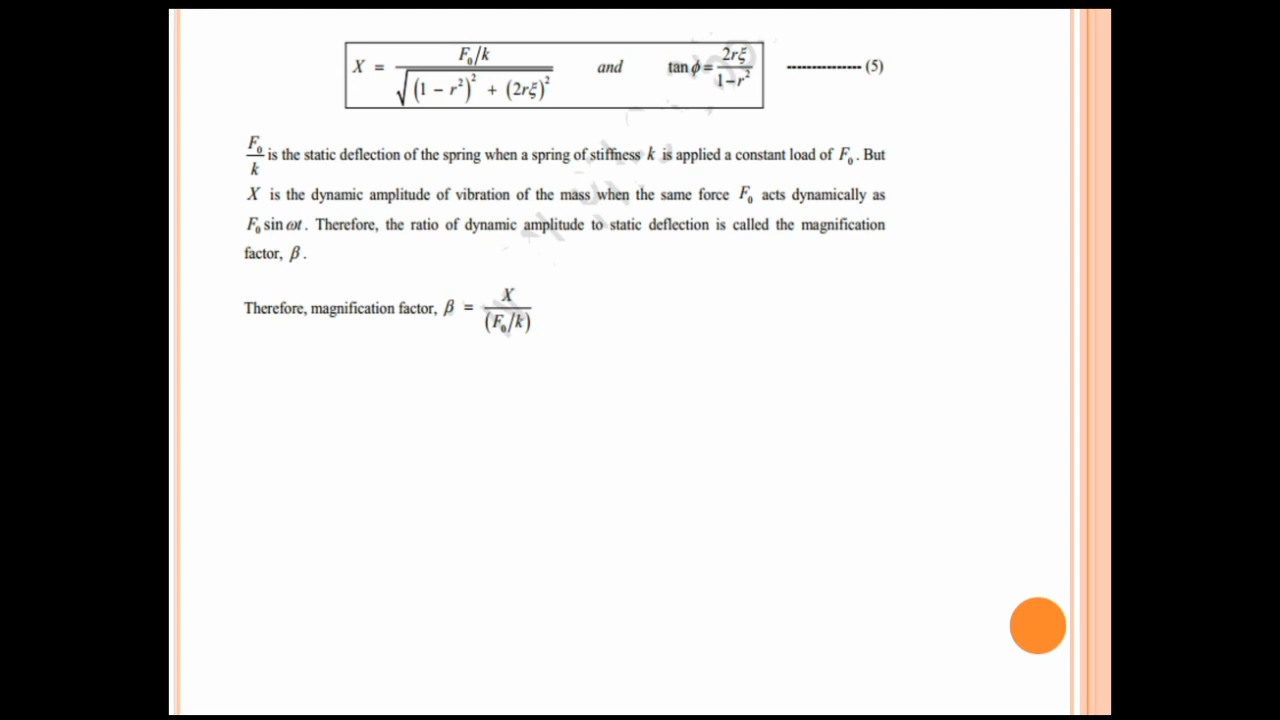 X = F₀/k / √((1 − r²)² + (2rξ)²) and tan ϕ = 2rξ / 1−r² --------------- (5)
F₀/k is the static deflection of the spring when a spring of stiffness k is applied a constant load of F₀. But
X is the dynamic amplitude of vibration of the mass when the same force F₀ acts dynamically as
F₀ sin ωt. Therefore, the ratio of dynamic amplitude to static deflection is called the magnification
factor, β.
Therefore, magnification factor, β = X / (F₀/k)